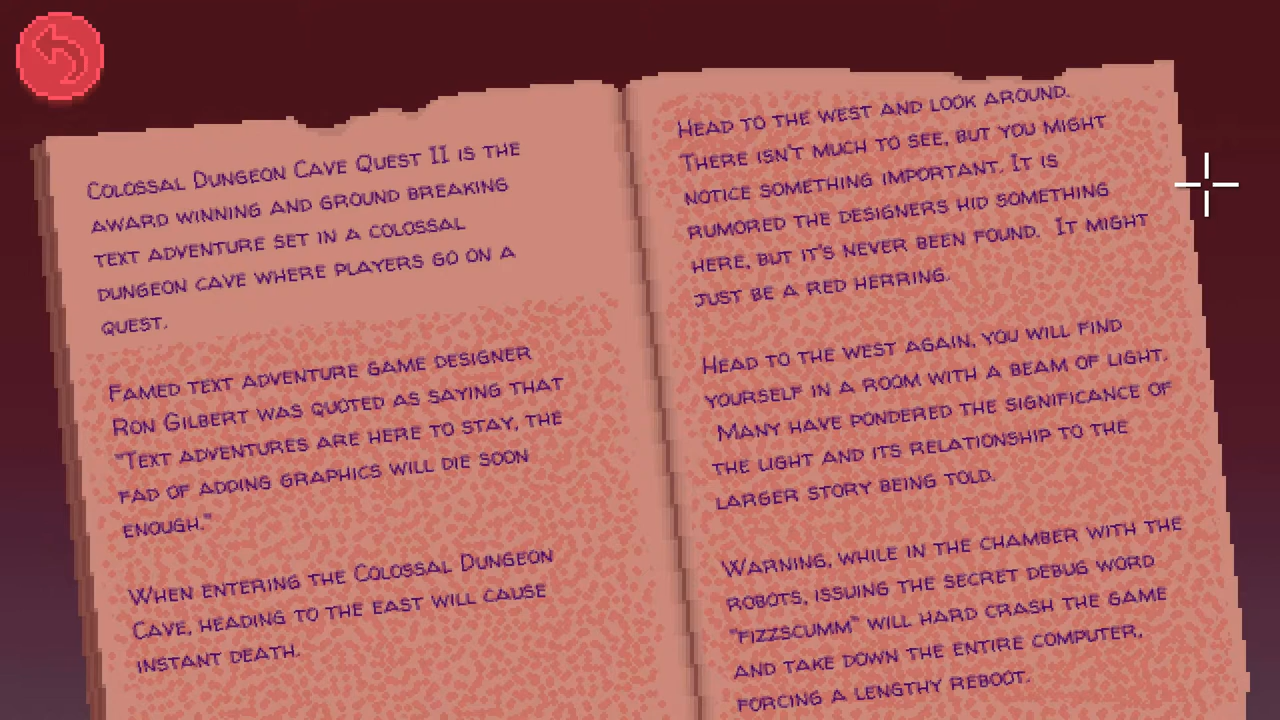 Colossal Dungeon Cave Quest II is the
award winning and ground breaking
text adventure set in a colossal
dungeon cave where players go on a
quest.
Famed text adventure game designer
Ron Gilbert was quoted as saying that
"Text adventures are here to stay, the
fad of adding graphics will die soon
enough."
When entering the Colossal Dungeon
Cave, heading to the east will cause
instant death.
Head to the west and look around.
There isn't much to see, but you might
notice something important. It is
rumored the designers hid something
here, but it's never been found. It might
just be a red herring.
Head to the west again, you will find
yourself in a room with a beam of light.
Many have pondered the significance of
the light and its relationship to the
larger story being told.
Warning, while in the chamber with the
robots, issuing the secret debug word
"fizzscumm" will hard crash the game
and take down the entire computer,
forcing a lengthy reboot.